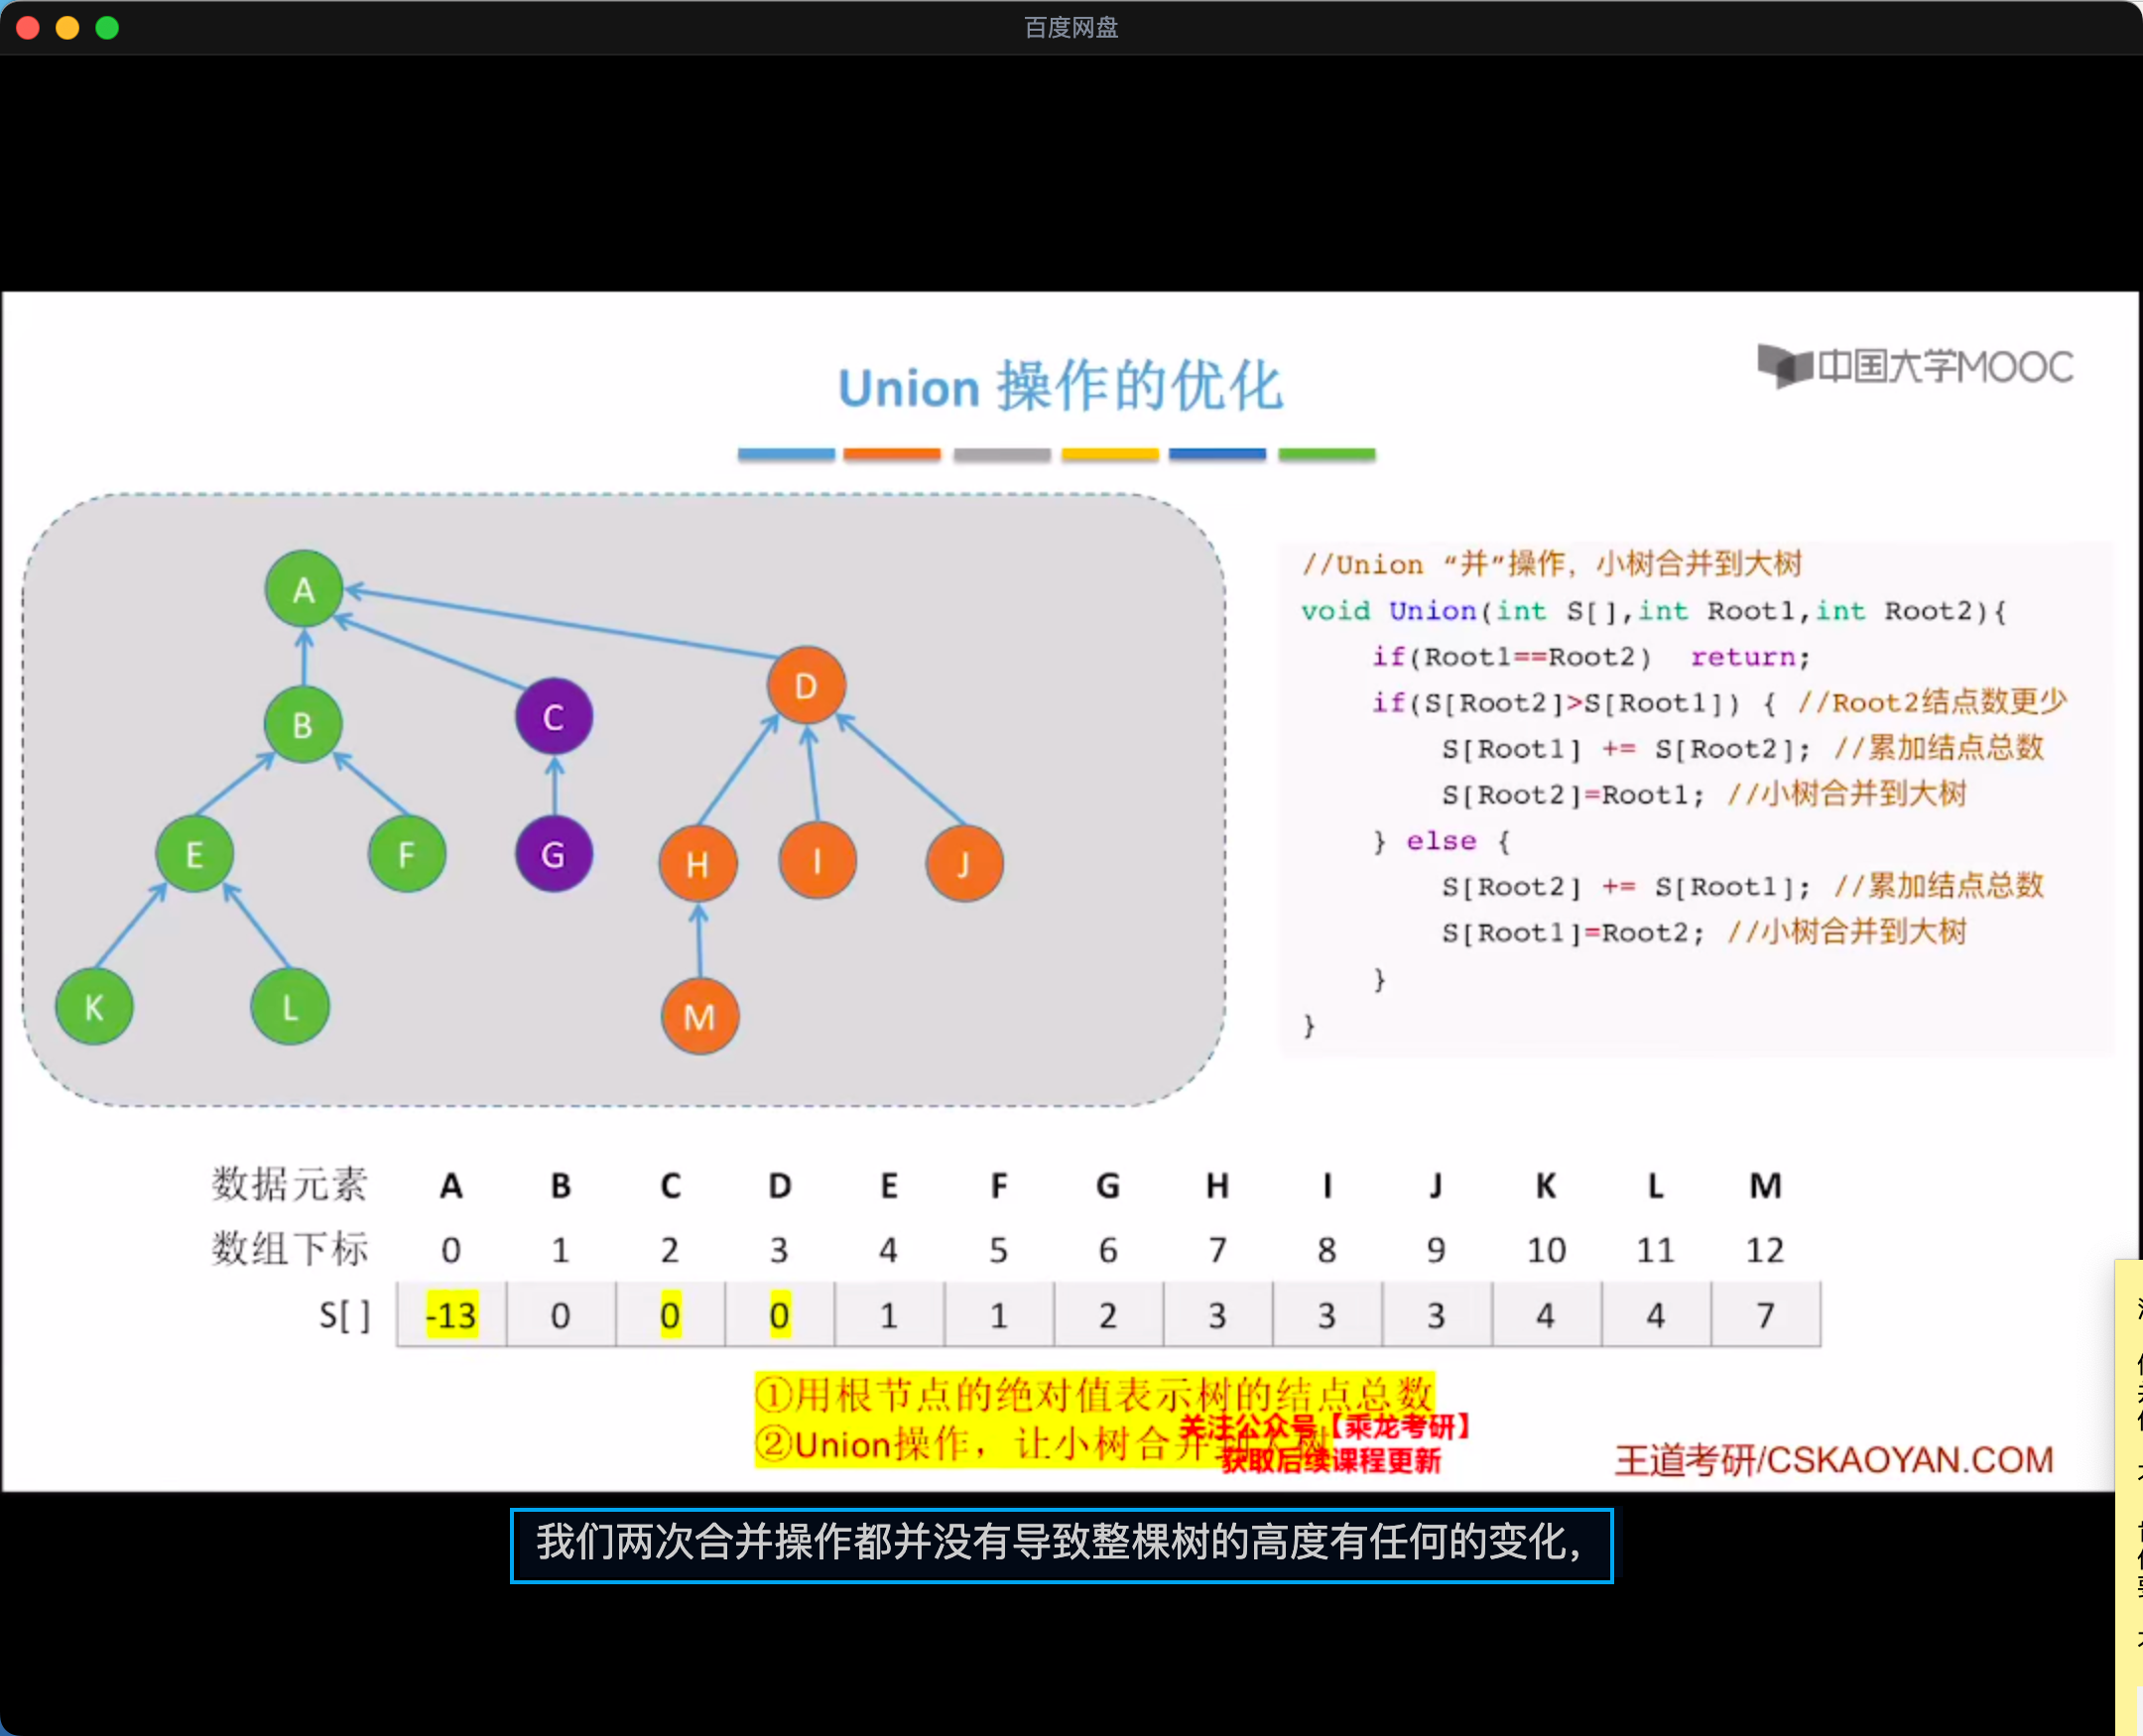 百度网盘
Union 操作的优化
中国大学MOOC
A
B
C
D
E
F
G
H
I
J
K
L
M
//Union “并”操作，小树合并到大树
void Union(int S[],int Root1,int Root2){
if(Root1==Root2) return;
if(S[Root2]>S[Root1]) { //Root2结点数更少
S[Root1] += S[Root2]; //累加结点总数
S[Root2]=Root1; //小树合并到大树
} else {
S[Root2] += S[Root1]; //累加结点总数
S[Root1]=Root2; //小树合并到大树
}
}
数据元素 A B C D E F G H I J K L M
数组下标 0 1 2 3 4 5 6 7 8 9 10 11 12
S[] -13 0 0 0 1 1 2 3 3 3 4 4 7
①用根节点的绝对值表示树的结点总数
②Union操作，让小树合并到大树
关注公众号【乘龙考研】
获取后续课程更新
王道考研/CSKAOYAN.COM
我们两次合并操作都并没有导致整棵树的高度有任何的变化，